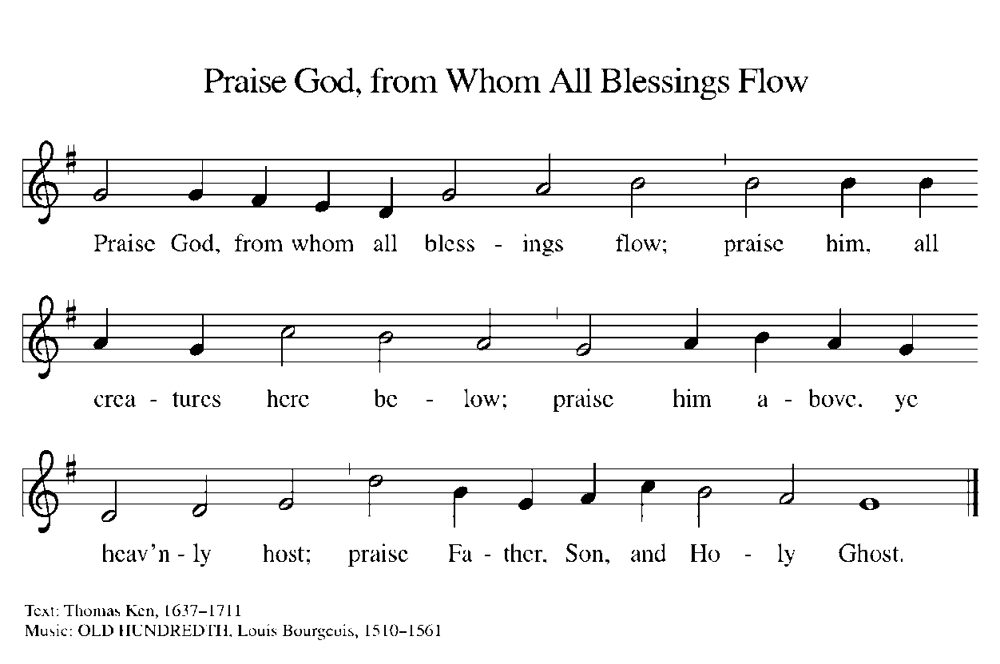 Praise God, from Whom All Blessings Flow
Praise God, from whom all bless - ings flow; praise him, all
crea - tures here be - low; praise him a - bove, ye
heav'n - ly host; praise Fa - ther, Son, and Ho - ly Ghost.
Text: Thomas Ken, 1637–1711
Music: OLD HUNDREDTH, Louis Bourgeois, 1510–1561